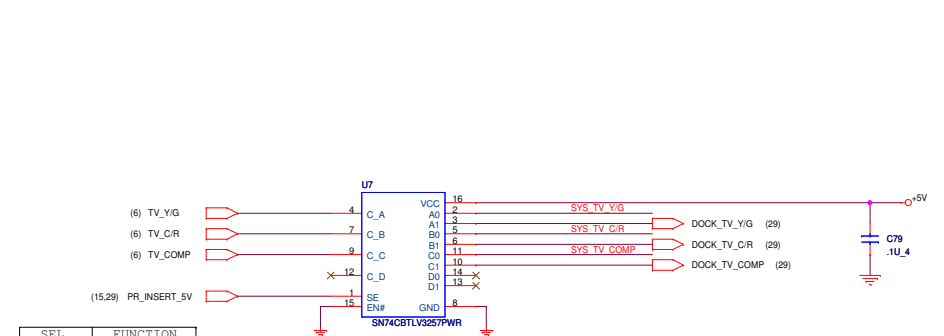 U7
(6) TV_Y/G 4 C_A VCC 16 +5V
A0 2 SYS_TV_Y/G
A1 3 DOCK_TV_Y/G (29)
(6) TV_C/R 7 C_B B0 5 SYS_TV_C/R
B1 6 DOCK_TV_C/R (29)
(6) TV_COMP 9 C_C C0 11 SYS_TV_COMP
C1 10 DOCK_TV_COMP (29)
12 C_D D0 14
D1 13
C79
.1U_4
(15,29) PR_INSERT_5V 1 SE
15 EN# GND 8
SN74CBTLV3257PWR
SEL FUNCTION